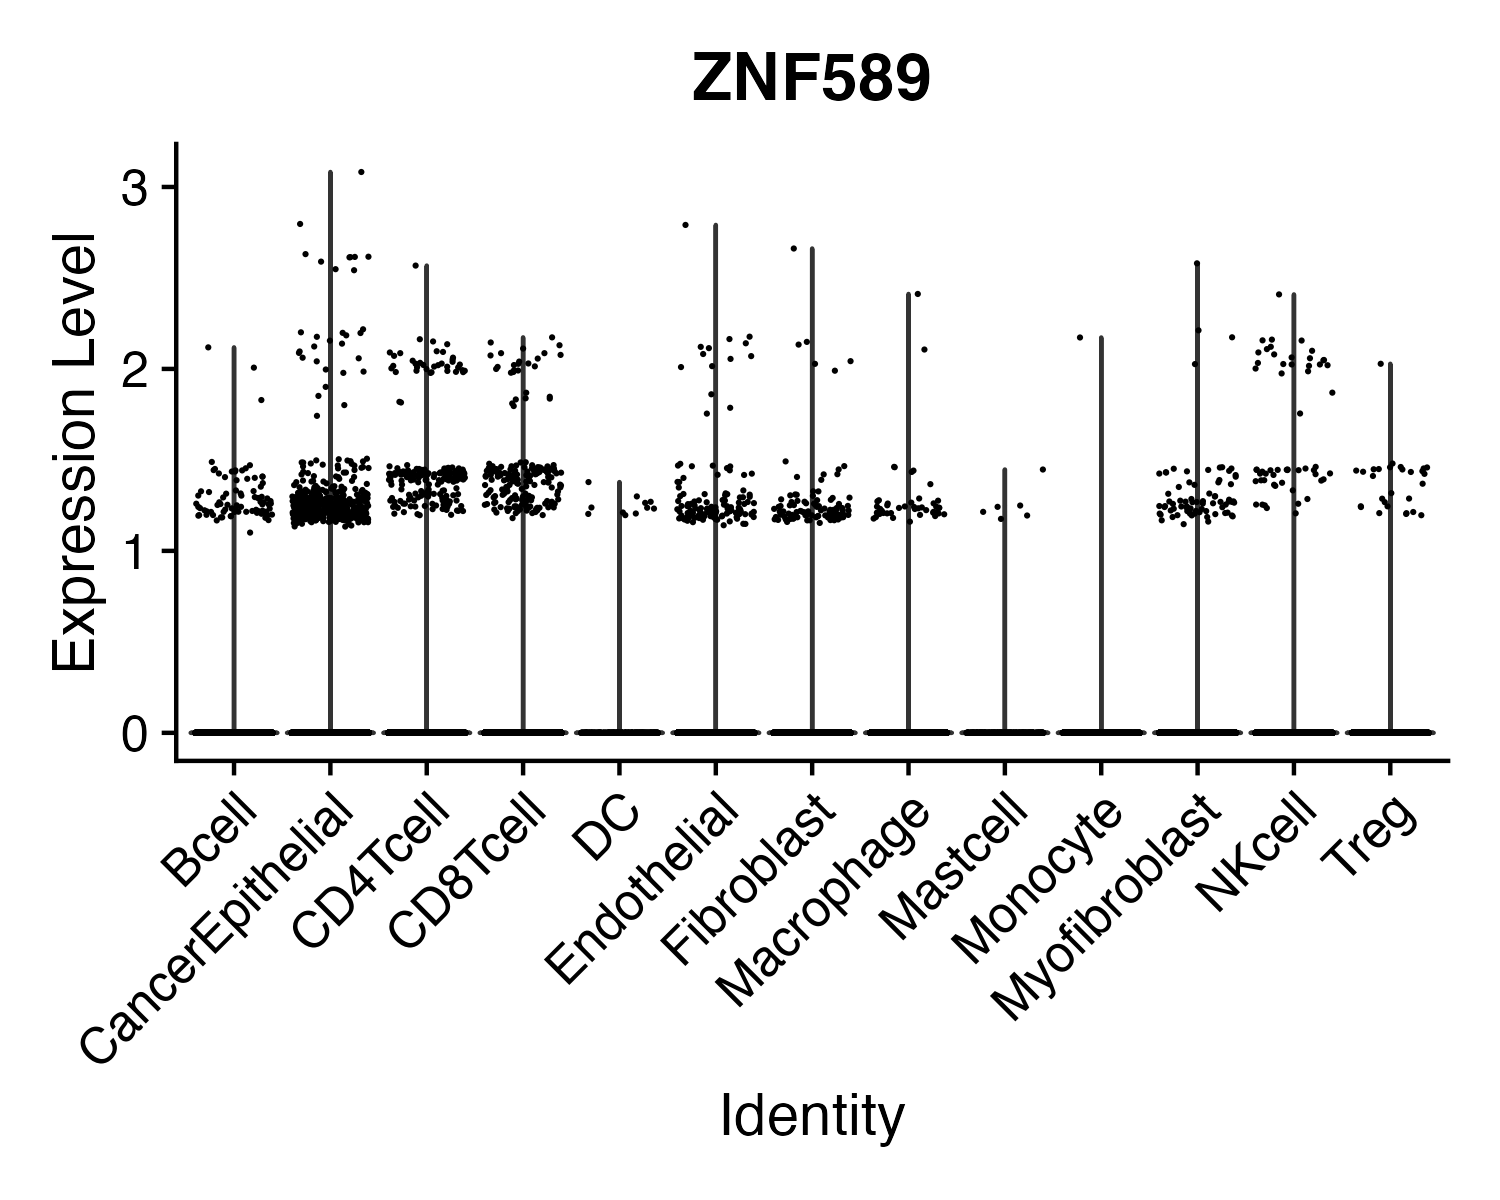 ZNF589
Expression Level
3
2
1
0
Bcell
CancerEpithelial
CD4Tcell
CD8Tcell
DC
Endothelial
Fibroblast
Macrophage
Mastcell
Monocyte
Myofibroblast
NKcell
Treg
Identity